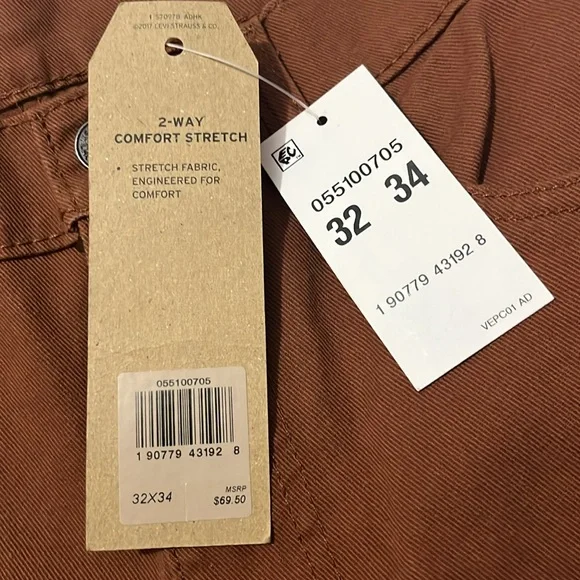 ©2017 LEVI STRAUSS & CO.
2-WAY
COMFORT STRETCH
• STRETCH FABRIC,
ENGINEERED FOR
COMFORT
055100705
1 90779 43192 8
32X34
MSRP
$69.50
055100705
32 34
1 90779 43192 8
VEPC01 AD